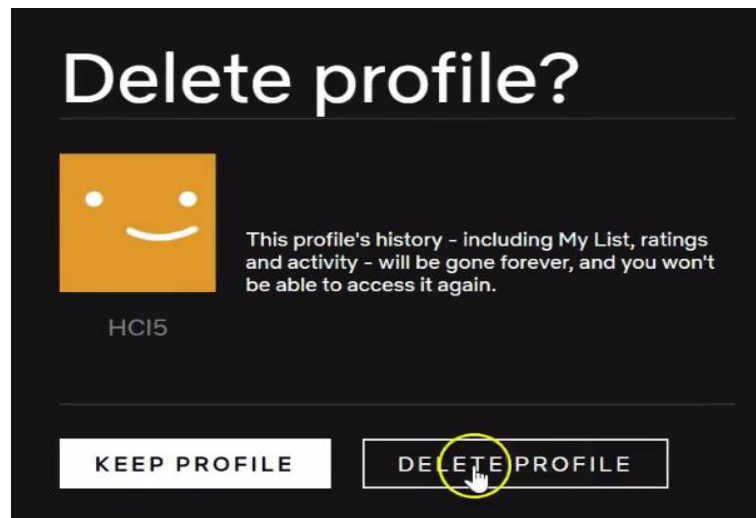 Delete profile?
This profile's history - including My List, ratings
and activity - will be gone forever, and you won't
be able to access it again.
HCI5
KEEP PROFILE
DELETE PROFILE